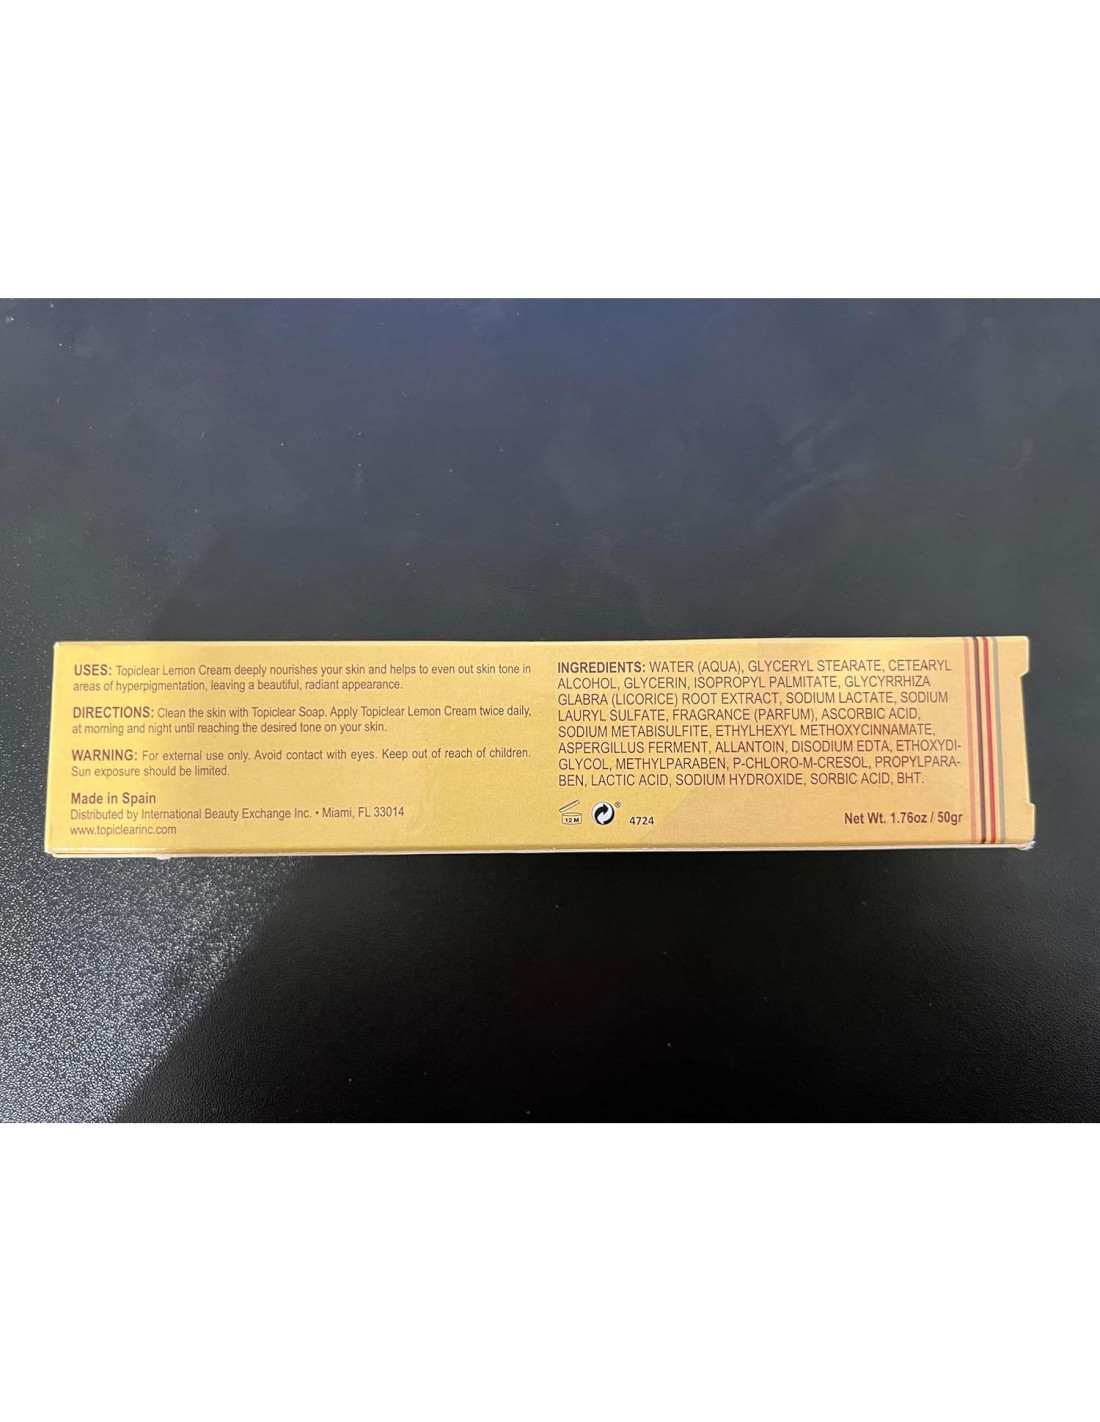 USES: Topiclear Lemon Cream deeply nourishes your skin and helps to even out skin tone in
areas of hyperpigmentation, leaving a beautiful, radiant appearance.
DIRECTIONS: Clean the skin with Topiclear Soap. Apply Topiclear Lemon Cream twice daily,
at morning and night until reaching the desired tone on your skin.
WARNING: For external use only. Avoid contact with eyes. Keep out of reach of children.
Sun exposure should be limited.
Made in Spain
Distributed by International Beauty Exchange Inc. • Miami, FL 33014
www.topiclearinc.com
INGREDIENTS: WATER (AQUA), GLYCERYL STEARATE, CETEARYL
ALCOHOL, GLYCERIN, ISOPROPYL PALMITATE, GLYCYRRHIZA
GLABRA (LICORICE) ROOT EXTRACT, SODIUM LACTATE, SODIUM
LAURYL SULFATE, FRAGRANCE (PARFUM), ASCORBIC ACID,
SODIUM METABISULFITE, ETHYLHEXYL METHOXYCINNAMATE,
ASPERGILLUS FERMENT, ALLANTOIN, DISODIUM EDTA, ETHOXYDI-
GLYCOL, METHYLPARABEN, P-CHLORO-M-CRESOL, PROPYLPARA-
BEN, LACTIC ACID, SODIUM HYDROXIDE, SORBIC ACID, BHT.
12 M ® 4724 Net Wt. 1.76oz / 50gr